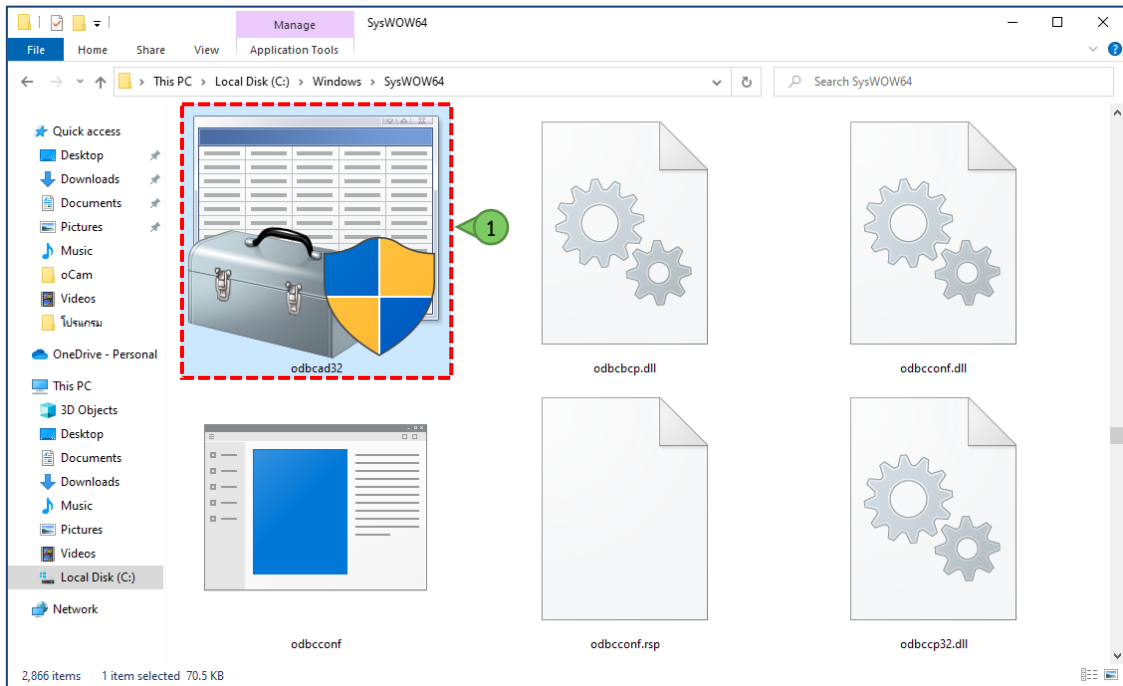 Manage
SysWOW64
File
Home
Share
View
Application Tools
This PC > Local Disk (C:) > Windows > SysWOW64
Search SysWOW64
Quick access
Desktop
Downloads
Documents
Pictures
Music
oCam
Videos
โปรแกรม
OneDrive - Personal
This PC
3D Objects
Desktop
Documents
Downloads
Music
Pictures
Videos
Local Disk (C:)
Network
1
odbcad32
odbcbcp.dll
odbcconf.dll
odbcconf
odbcconf.rsp
odbccp32.dll
2,866 items
1 item selected 70.5 KB